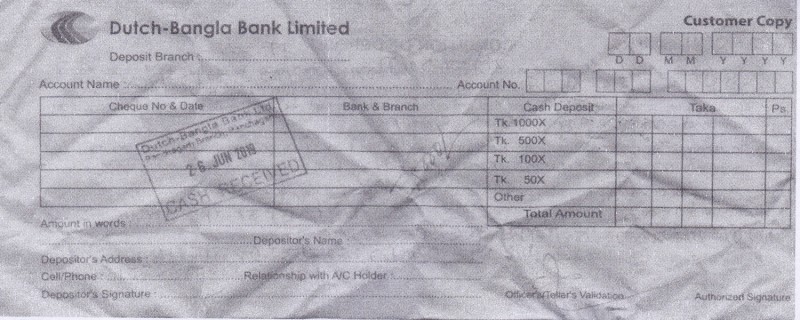 Dutch-Bangla Bank Limited
Customer Copy
Deposit Branch :
D D M M Y Y Y Y
Account Name :
Account No.
Cheque No & Date Bank & Branch Cash Deposit Taka Ps.
Tk. 1000X
Tk. 500X
Tk. 100X
Tk. 50X
Other
Total Amount
Dutch-Bangla Bank Ltd.
Branch,
26 JUN 2019
CASH RECEIVED
Amount in words :
Depositor's Name :
Depositor's Address :
Cell/Phone : Relationship with A/C Holder :
Depositor's Signature : Officer's/Teller's Validation Authorized Signature